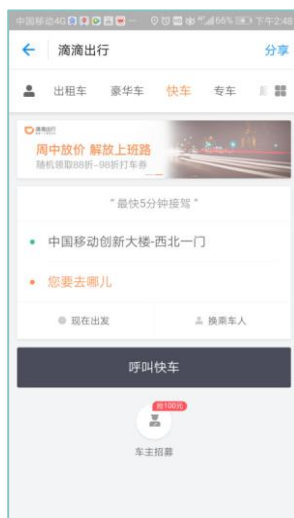 中国移动4G 66% 下午2:48
滴滴出行 分享
出租车 豪华车 快车 专车
滴滴出行
周中放价 解放上班路
随机领取88折-98折打车券
"最快5分钟接驾"
中国移动创新大楼-西北一门
您要去哪儿
现在出发 换乘车人
呼叫快车
抢100元
车主招募